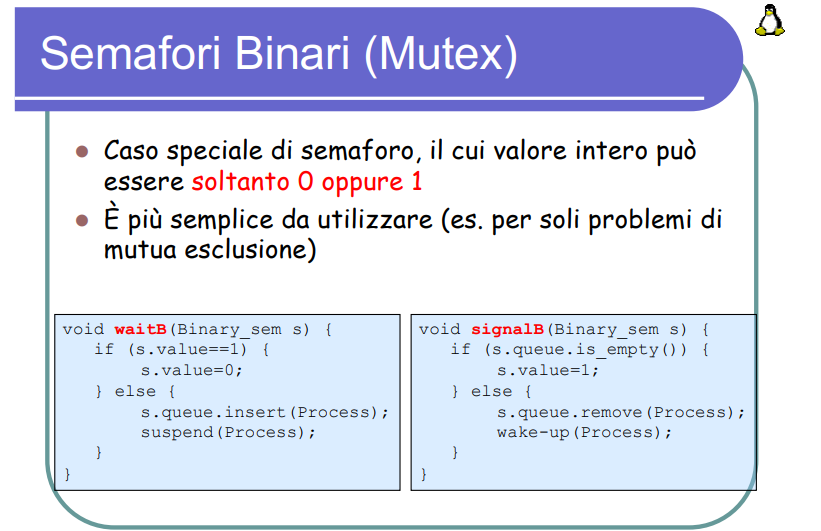 Semafori Binari (Mutex)
Caso speciale di semaforo, il cui valore intero può
essere soltanto 0 oppure 1
È più semplice da utilizzare (es. per soli problemi di
mutua esclusione)
void waitB(Binary_sem s) {
if (s.value==1) {
s.value=0;
} else {
s.queue.insert(Process);
suspend(Process);
}
}
void signalB(Binary_sem s) {
if (s.queue.is_empty()) {
s.value=1;
} else {
s.queue.remove(Process);
wake-up(Process);
}
}